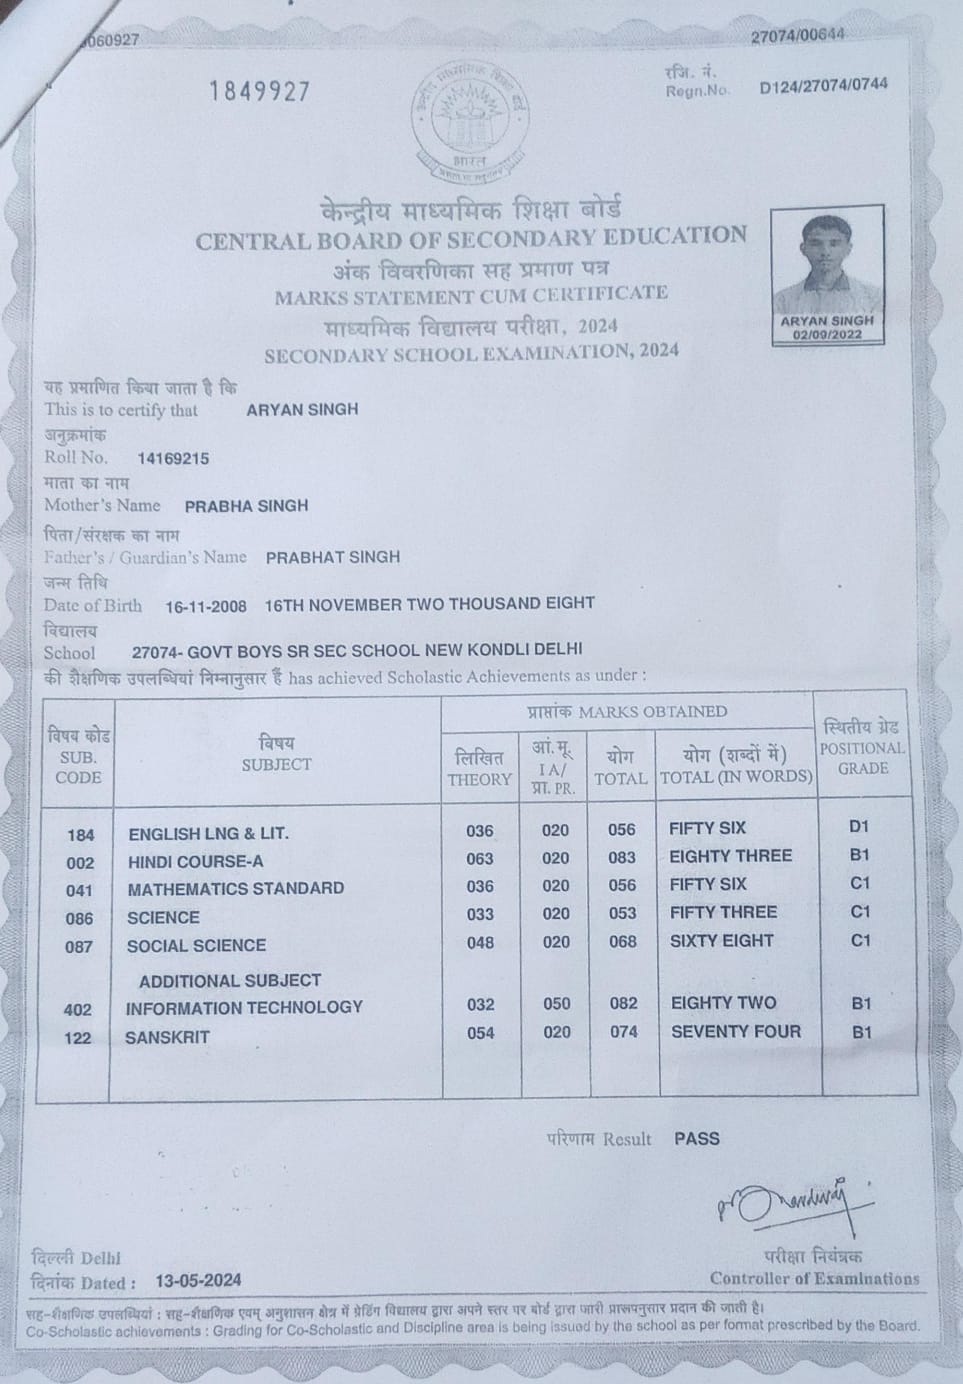 060927
27074/00644
1849927
रजि. नं.
Regn.No. D124/27074/0744
भारत
केन्द्रीय माध्यमिक शिक्षा बोर्ड
CENTRAL BOARD OF SECONDARY EDUCATION
अंक विवरणिका सह प्रमाण पत्र
MARKS STATEMENT CUM CERTIFICATE
माध्यमिक विद्यालय परीक्षा, 2024
SECONDARY SCHOOL EXAMINATION, 2024
ARYAN SINGH
02/09/2022
यह प्रमाणित किया जाता है कि
This is to certify that ARYAN SINGH
अनुक्रमांक
Roll No. 14169215
माता का नाम
Mother's Name PRABHA SINGH
पिता/संरक्षक का नाम
Father's / Guardian's Name PRABHAT SINGH
जन्म तिथि
Date of Birth 16-11-2008 16TH NOVEMBER TWO THOUSAND EIGHT
विद्यालय
School 27074- GOVT BOYS SR SEC SCHOOL NEW KONDLI DELHI
की शैक्षणिक उपलब्धियां निम्नानुसार हैं has achieved Scholastic Achievements as under :
विषय कोड
SUB.
CODE
विषय
SUBJECT
प्राप्तांक MARKS OBTAINED
लिखित
THEORY
आं.मू.
I A/
प्रा. PR.
योग
TOTAL
योग (शब्दों में)
TOTAL (IN WORDS)
स्थितीय ग्रेड
POSITIONAL
GRADE
184 ENGLISH LNG & LIT. 036 020 056 FIFTY SIX D1
002 HINDI COURSE-A 063 020 083 EIGHTY THREE B1
041 MATHEMATICS STANDARD 036 020 056 FIFTY SIX C1
086 SCIENCE 033 020 053 FIFTY THREE C1
087 SOCIAL SCIENCE 048 020 068 SIXTY EIGHT C1
ADDITIONAL SUBJECT
402 INFORMATION TECHNOLOGY 032 050 082 EIGHTY TWO B1
122 SANSKRIT 054 020 074 SEVENTY FOUR B1
परिणाम Result PASS
दिल्ली Delhi
दिनांक Dated : 13-05-2024
परीक्षा नियंत्रक
Controller of Examinations
सह-शैक्षणिक उपलब्धियां : सह-शैक्षणिक एवम् अनुशासन क्षेत्र में ग्रेडिंग विद्यालय द्वारा अपने स्तर पर बोर्ड द्वारा जारी प्रारूपनुसार प्रदान की जाती है।
Co-Scholastic achievements : Grading for Co-Scholastic and Discipline area is being issued by the school as per format prescribed by the Board.